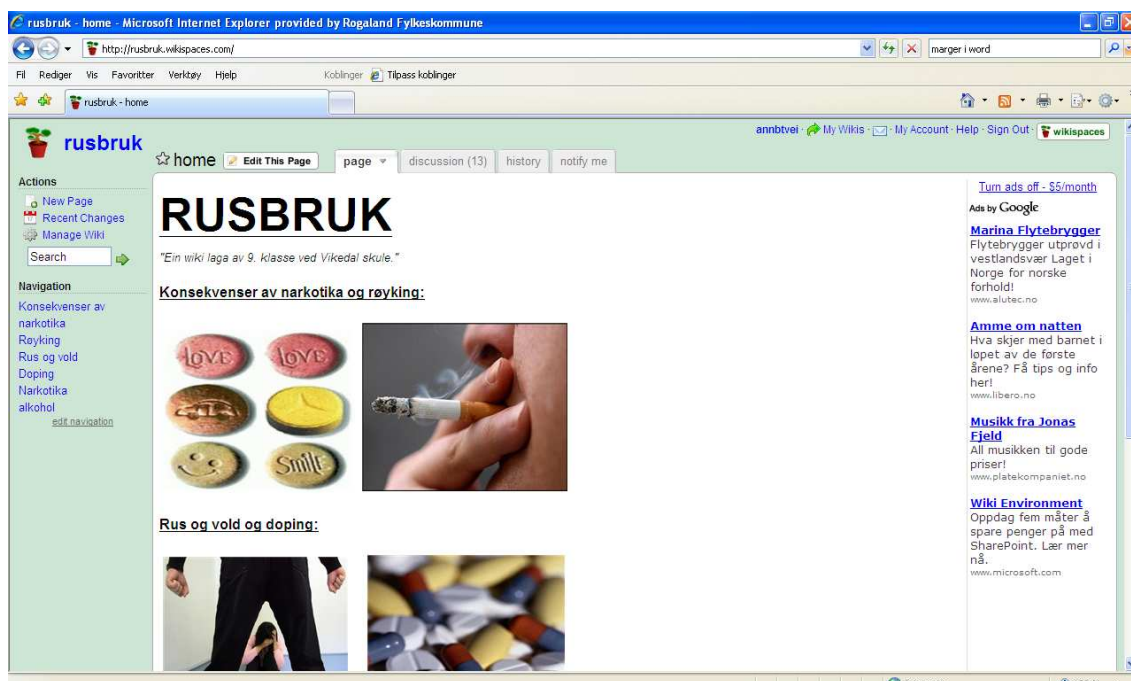 rusbruk - home - Microsoft Internet Explorer provided by Rogaland Fylkeskommune
http://rusbruk.wikispaces.com/
marger i word
Fil Rediger Vis Favoritter Verktøy Hjelp Koblinger Tilpass koblinger
rusbruk - home
annbtvei · My Wikis · My Account · Help · Sign Out · wikispaces
rusbruk
home Edit This Page page discussion (13) history notify me
Actions
New Page
Recent Changes
Manage Wiki
Search
Navigation
Konsekvenser av
narkotika
Røyking
Rus og vold
Doping
Narkotika
alkohol
edit navigation
RUSBRUK
"Ein wiki laga av 9. klasse ved Vikedal skule."
Konsekvenser av narkotika og røyking:
LOVE LOVE
Smile
Rus og vold og doping:
Turn ads off - $5/month
Ads by Google
Marina Flytebrygger
Flytebrygger utprøvd i
vestlandsvær Laget i
Norge for norske
forhold!
www.alutec.no
Amme om natten
Hva skjer med barnet i
løpet av de første
årene? Få tips og info
her!
www.libero.no
Musikk fra Jonas
Fjeld
All musikken til gode
priser!
www.platekompaniet.no
Wiki Environment
Oppdag fem måter å
spare penger på med
SharePoint. Lær mer
nå.
www.microsoft.com